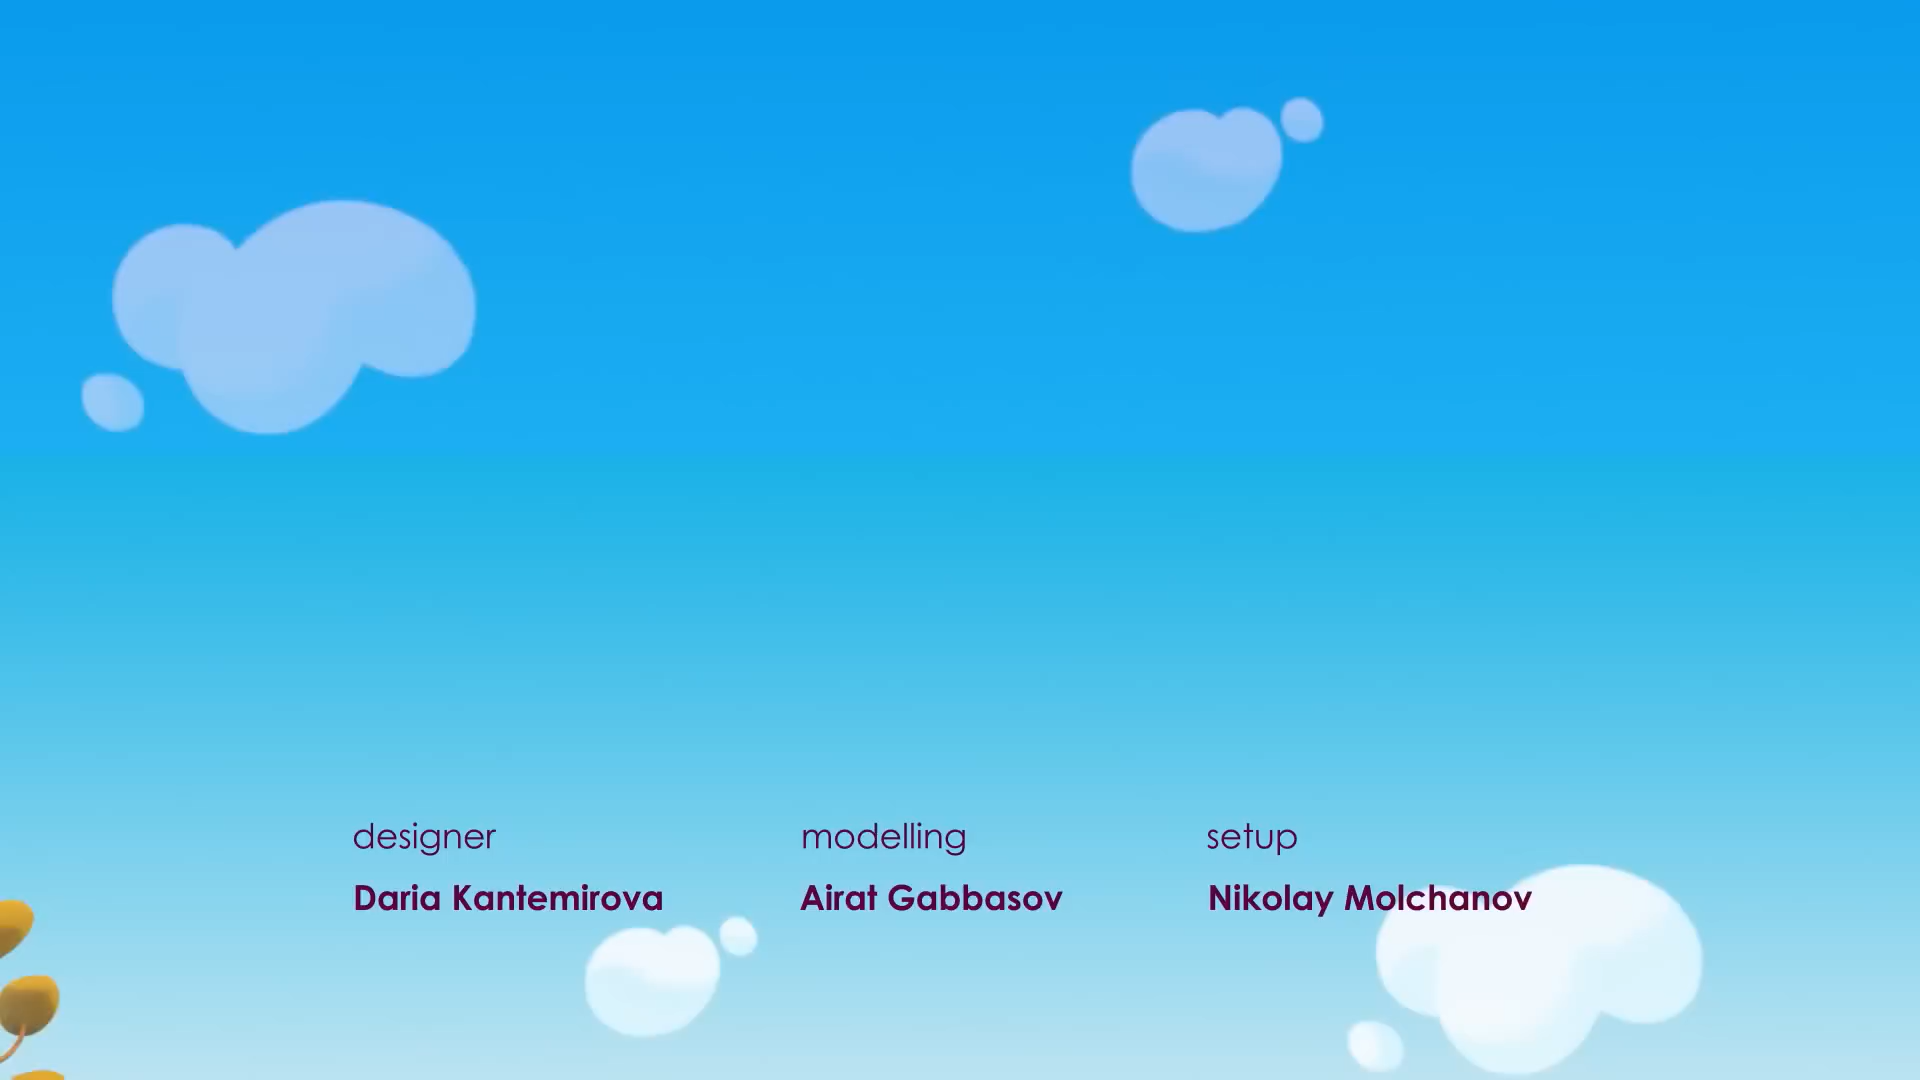 designer modelling setup
Daria Kantemirova Airat Gabbasov Nikolay Molchanov